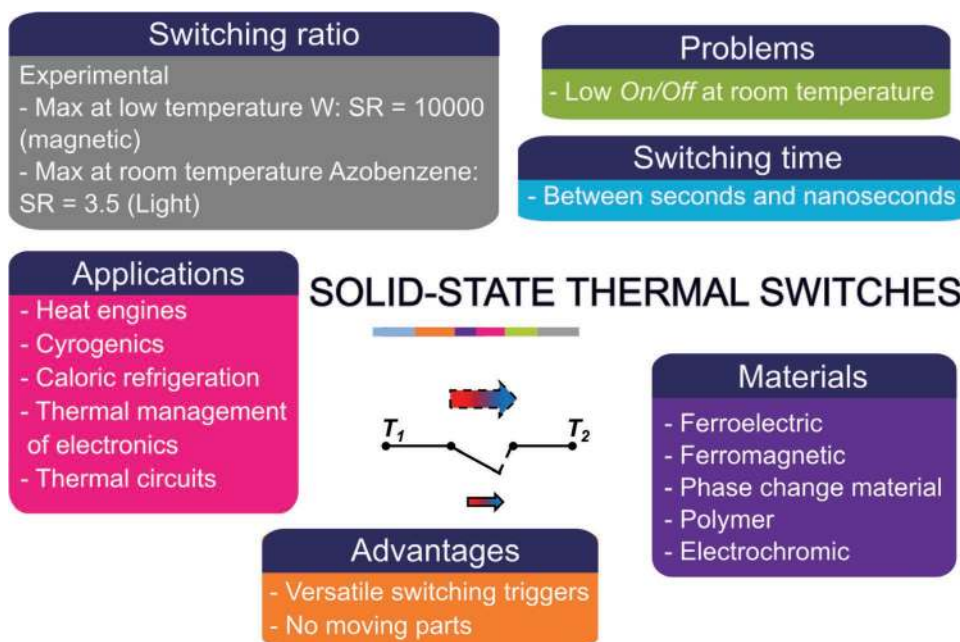 Switching ratio
Experimental
- Max at low temperature W: SR = 10000
(magnetic)
- Max at room temperature Azobenzene:
SR = 3.5 (Light)
Problems
- Low On/Off at room temperature
Switching time
- Between seconds and nanoseconds
Applications
- Heat engines
- Cyrogenics
- Caloric refrigeration
- Thermal management
of electronics
- Thermal circuits
SOLID-STATE THERMAL SWITCHES
T1
T2
Materials
- Ferroelectric
- Ferromagnetic
- Phase change material
- Polymer
- Electrochromic
Advantages
- Versatile switching triggers
- No moving parts